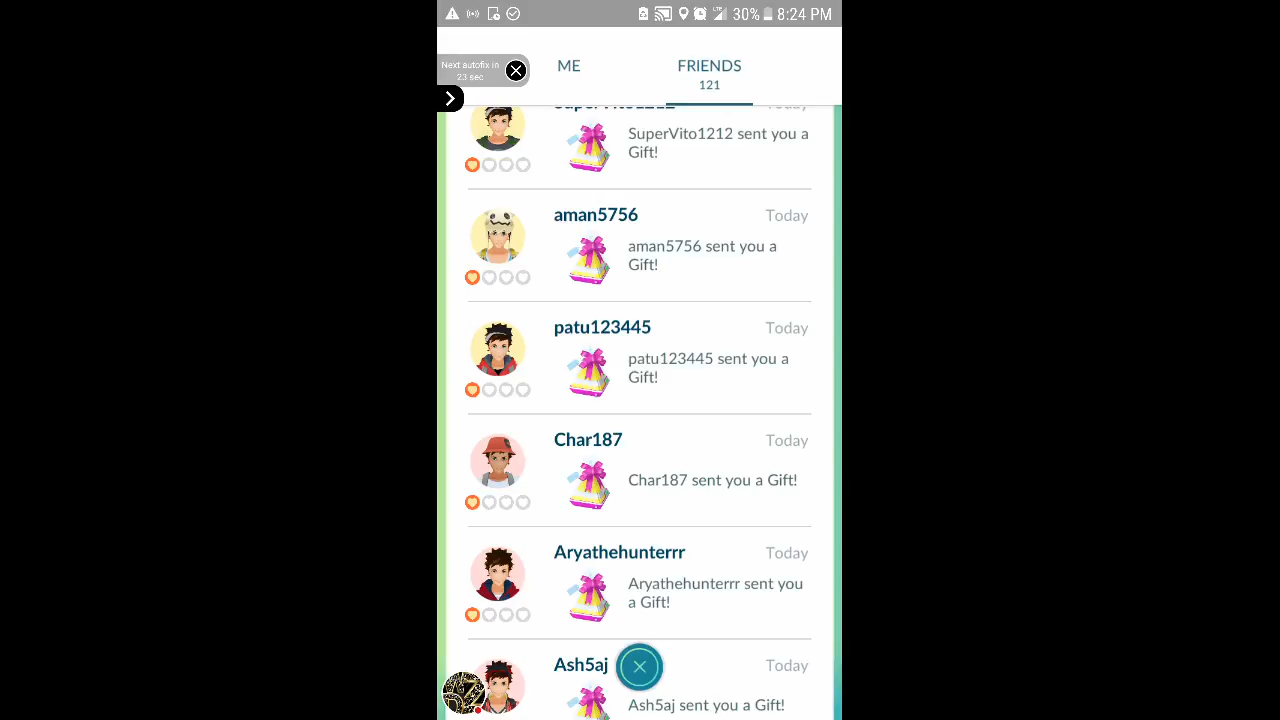 LTE 30% 8:24 PM
Next autofix in
23 sec
ME
FRIENDS
121
SuperVito1212 Today
SuperVito1212 sent you a
Gift!
aman5756 Today
aman5756 sent you a
Gift!
patu123445 Today
patu123445 sent you a
Gift!
Char187 Today
Char187 sent you a Gift!
Aryathehunterrr Today
Aryathehunterrr sent you
a Gift!
Ash5aj Today
Ash5aj sent you a Gift!